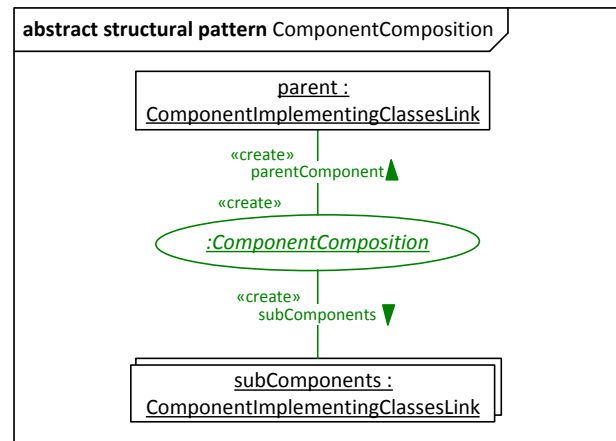 abstract structural pattern ComponentComposition
parent :
ComponentImplementingClassesLink
«create»
parentComponent
«create»
:ComponentComposition
«create»
subComponents
subComponents :
ComponentImplementingClassesLink